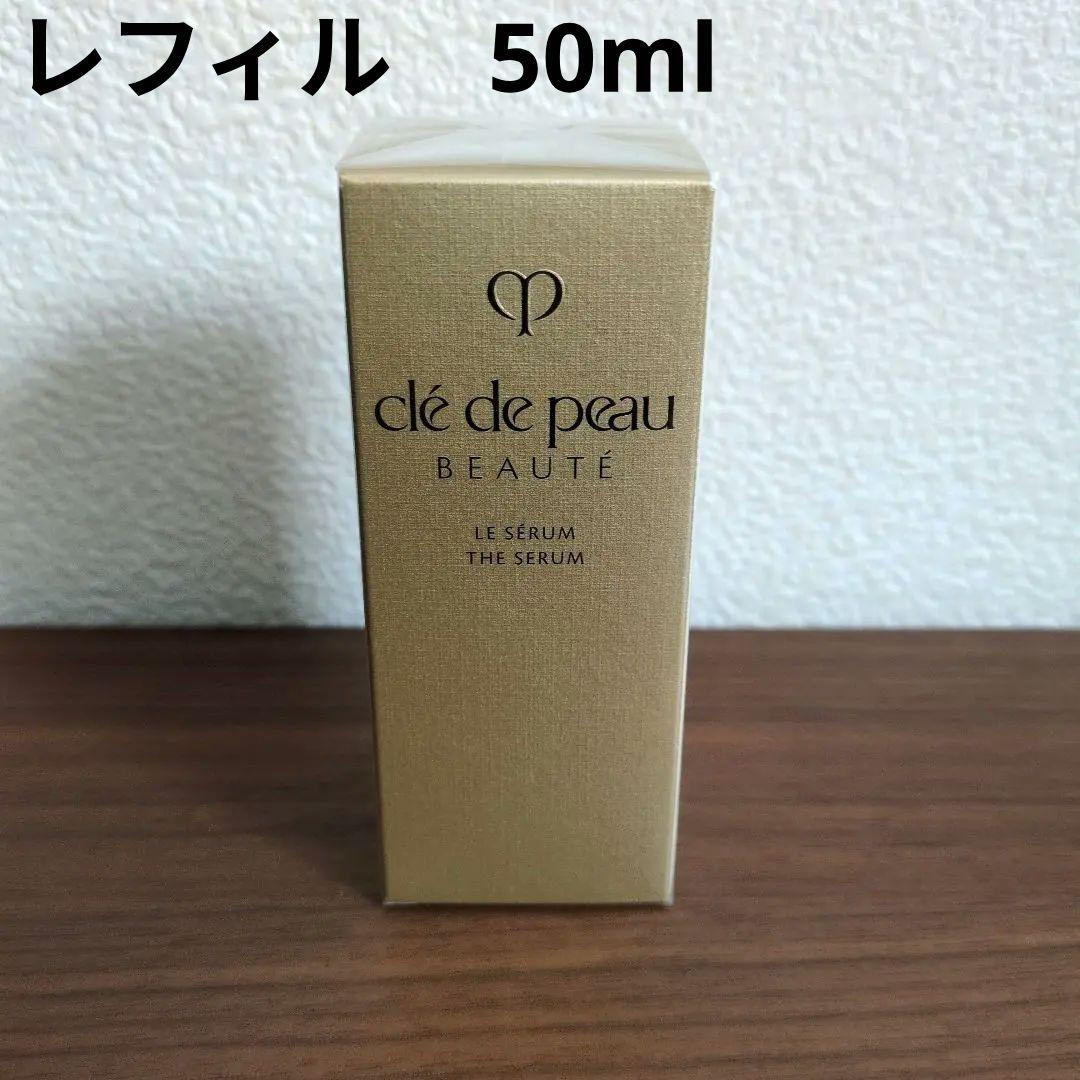 レフィル　50ml
clé de peau
BEAUTÉ
LE SÉRUM
THE SERUM